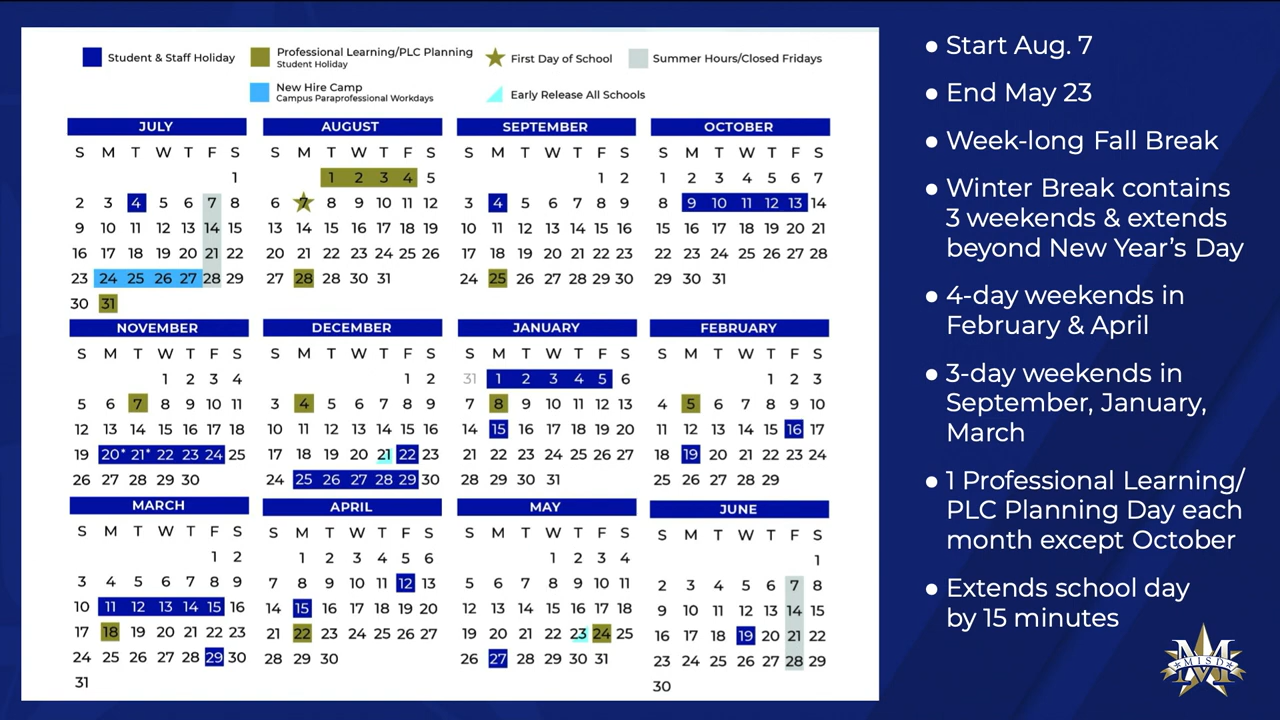 Student & Staff Holiday
Professional Learning/PLC Planning
Student Holiday
First Day of School
Summer Hours/Closed Fridays
New Hire Camp
Campus Paraprofessional Workdays
Early Release All Schools
JULY
S M T W T F S
1
2 3 4 5 6 7 8
9 10 11 12 13 14 15
16 17 18 19 20 21 22
23 24 25 26 27 28 29
30 31
AUGUST
S M T W T F S
1 2 3 4 5
6 7 8 9 10 11 12
13 14 15 16 17 18 19
20 21 22 23 24 25 26
27 28 28 30 31
SEPTEMBER
S M T W T F S
1 2
3 4 5 6 7 8 9
10 11 12 13 14 15 16
17 18 19 20 21 22 23
24 25 26 27 28 29 30
OCTOBER
S M T W T F S
1 2 3 4 5 6 7
8 9 10 11 12 13 14
15 16 17 18 19 20 21
22 23 24 25 26 27 28
29 30 31
NOVEMBER
S M T W T F S
1 2 3 4
5 6 7 8 9 10 11
12 13 14 15 16 17 18
19 20* 21* 22 23 24 25
26 27 28 29 30
DECEMBER
S M T W T F S
1 2
3 4 5 6 7 8 9
10 11 12 13 14 15 16
17 18 19 20 21 22 23
24 25 26 27 28 29 30
JANUARY
S M T W T F S
31 1 2 3 4 5 6
7 8 9 10 11 12 13
14 15 16 17 18 19 20
21 22 23 24 25 26 27
28 29 30 31
FEBRUARY
S M T W T F S
1 2 3
4 5 6 7 8 9 10
11 12 13 14 15 16 17
18 19 20 21 22 23 24
25 26 27 28 29
MARCH
S M T W T F S
1 2
3 4 5 6 7 8 9
10 11 12 13 14 15 16
17 18 19 20 21 22 23
24 25 26 27 28 29 30
31
APRIL
S M T W T F S
1 2 3 4 5 6
7 8 9 10 11 12 13
14 15 16 17 18 19 20
21 22 23 24 25 26 27
28 29 30
MAY
S M T W T F S
1 2 3 4
5 6 7 8 9 10 11
12 13 14 15 16 17 18
19 20 21 22 23 24 25
26 27 28 29 30 31
JUNE
S M T W T F S
1
2 3 4 5 6 7 8
9 10 11 12 13 14 15
16 17 18 19 20 21 22
23 24 25 26 27 28 29
30
• Start Aug. 7
• End May 23
• Week-long Fall Break
• Winter Break contains
3 weekends & extends
beyond New Year's Day
• 4-day weekends in
February & April
• 3-day weekends in
September, January,
March
• 1 Professional Learning/
PLC Planning Day each
month except October
• Extends school day
by 15 minutes
M
MISD